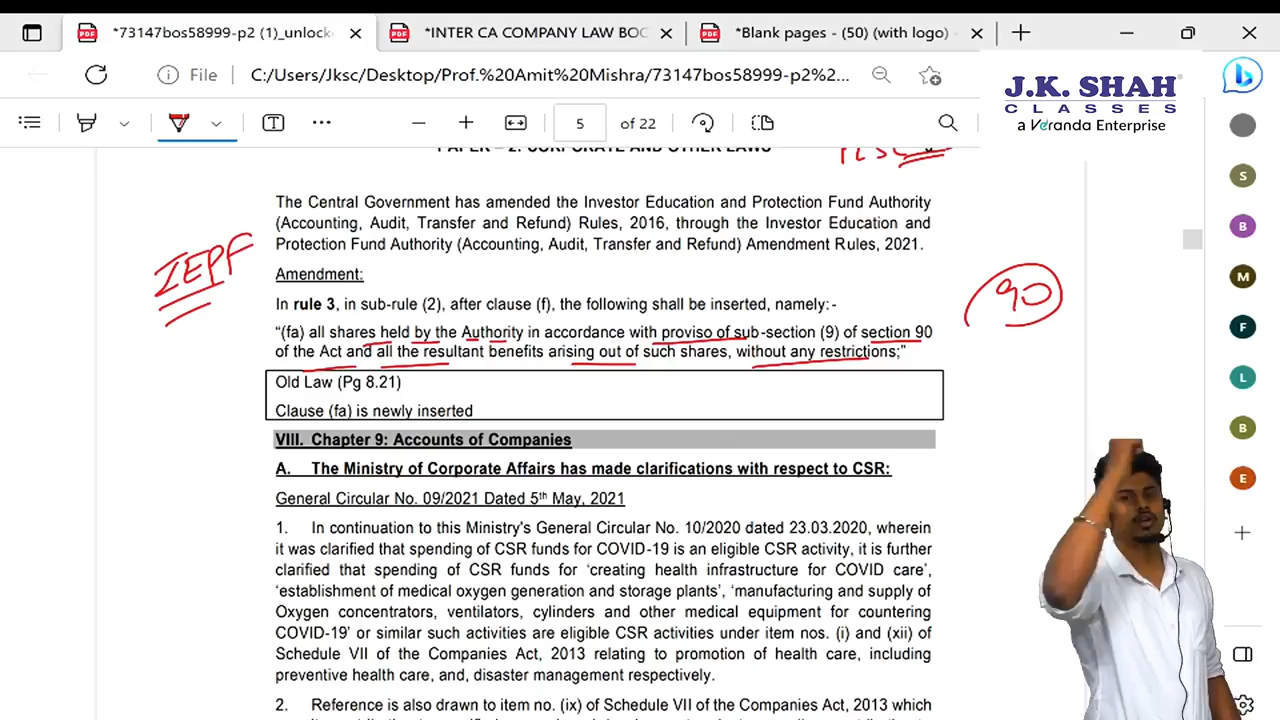 *73147bos58999-p2 (1)_unlock
*INTER CA COMPANY LAW BOC
*Blank pages - (50) (with logo)
File
C:/Users/Jksc/Desktop/Prof.%20Amit%20Mishra/73147bos58999-p2%2...
J.K. SHAH
CLASSES
a Veranda Enterprise
5 of 22
PAPER – 2: CORPORATE AND OTHER LAWS
The Central Government has amended the Investor Education and Protection Fund Authority
(Accounting, Audit, Transfer and Refund) Rules, 2016, through the Investor Education and
Protection Fund Authority (Accounting, Audit, Transfer and Refund) Amendment Rules, 2021.
IEPF
Amendment:
In rule 3, in sub-rule (2), after clause (f), the following shall be inserted, namely:-
90
"(fa) all shares held by the Authority in accordance with proviso of sub-section (9) of section 90
of the Act and all the resultant benefits arising out of such shares, without any restrictions;"
Old Law (Pg 8.21)
Clause (fa) is newly inserted
VIII. Chapter 9: Accounts of Companies
A. The Ministry of Corporate Affairs has made clarifications with respect to CSR:
General Circular No. 09/2021 Dated 5th May, 2021
1. In continuation to this Ministry's General Circular No. 10/2020 dated 23.03.2020, wherein
it was clarified that spending of CSR funds for COVID-19 is an eligible CSR activity, it is further
clarified that spending of CSR funds for 'creating health infrastructure for COVID care',
'establishment of medical oxygen generation and storage plants', 'manufacturing and supply of
Oxygen concentrators, ventilators, cylinders and other medical equipment for countering
COVID-19' or similar such activities are eligible CSR activities under item nos. (i) and (xii) of
Schedule VII of the Companies Act, 2013 relating to promotion of health care, including
preventive health care, and, disaster management respectively.
2. Reference is also drawn to item no. (ix) of Schedule VII of the Companies Act, 2013 which
S
B
M
F
L
B
E